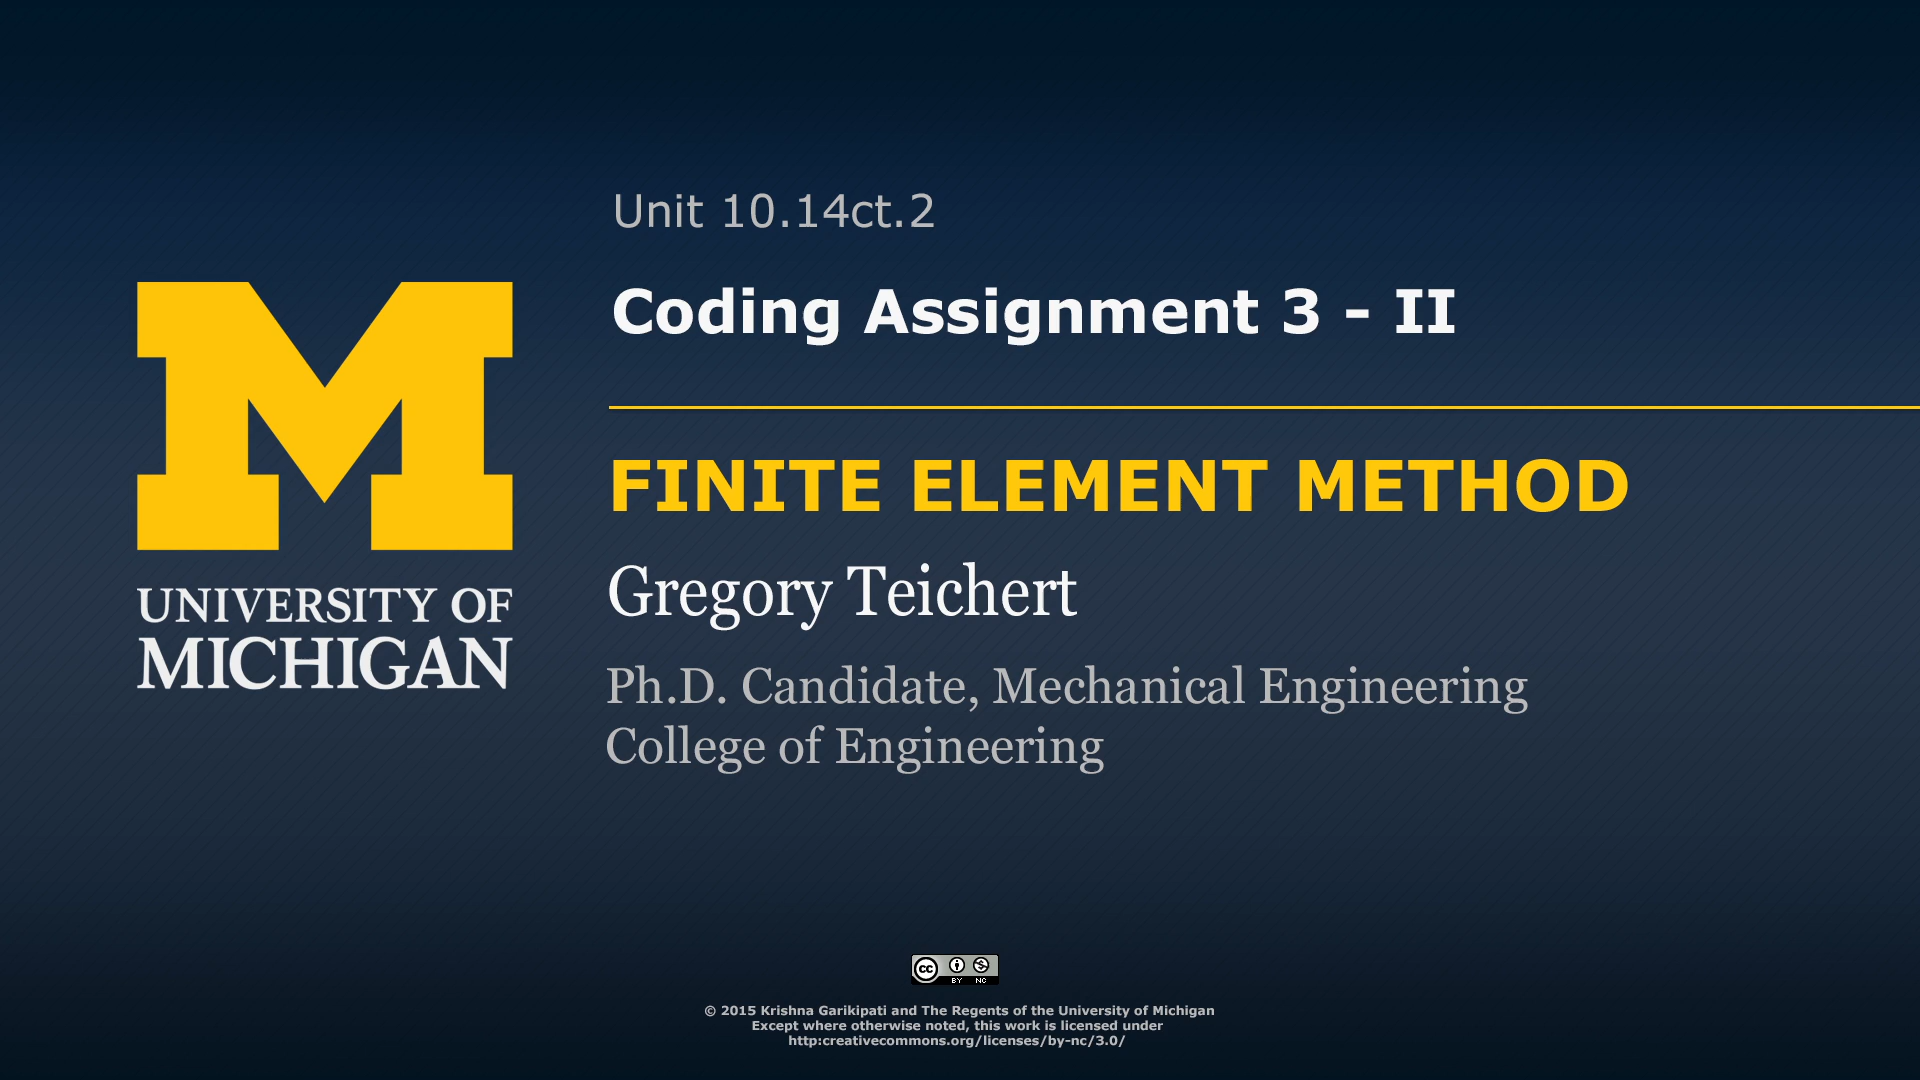 Unit 10.14ct.2
Coding Assignment 3 - II
FINITE ELEMENT METHOD
Gregory Teichert
Ph.D. Candidate, Mechanical Engineering
College of Engineering
M
UNIVERSITY OF
MICHIGAN
cc
BY NC
© 2015 Krishna Garikipati and The Regents of the University of Michigan
Except where otherwise noted, this work is licensed under
http:creativecommons.org/licenses/by-nc/3.0/